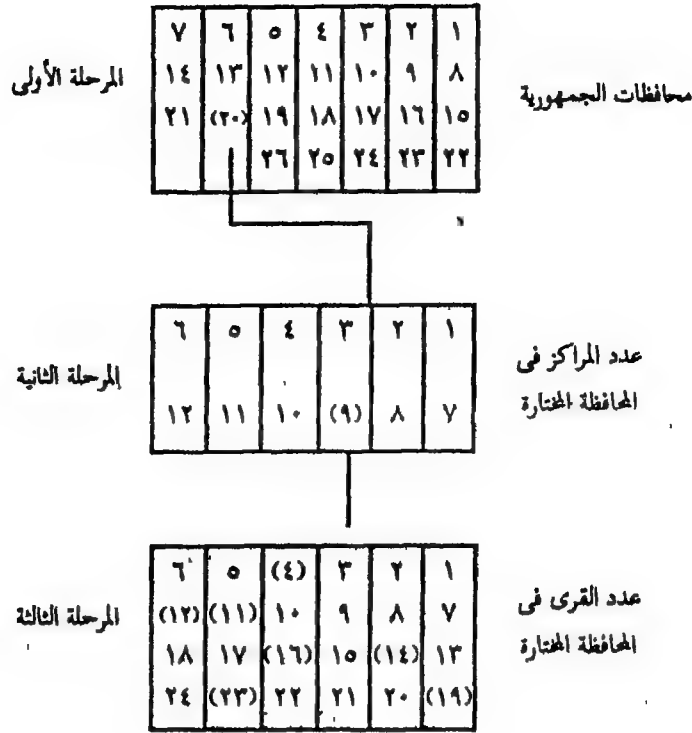 محافظات الجمهورية
١ ٢ ٣ ٤ ٥ ٦ ٧
٨ ٩ ١٠ ١١ ١٢ ١٣ ١٤
١٥ ١٦ ١٧ ١٨ ١٩ (٢٠) ٢١
٢٢ ٢٣ ٢٤ ٢٥ ٢٦
المرحلة الأولى
عدد المراكز فى
المحافظة المختارة
١ ٢ ٣ ٤ ٥ ٦
٧ ٨ (٩) ١٠ ١١ ١٢
المرحلة الثانية
عدد القرى فى
المحافظة المختارة
١ ٢ ٣ (٤) ٥ ٦
٧ ٨ ٩ ١٠ (١١) (١٢)
١٣ (١٤) ١٥ (١٦) ١٧ ١٨
(١٩) ٢٠ ٢١ ٢٢ (٢٣) ٢٤
المرحلة الثالثة